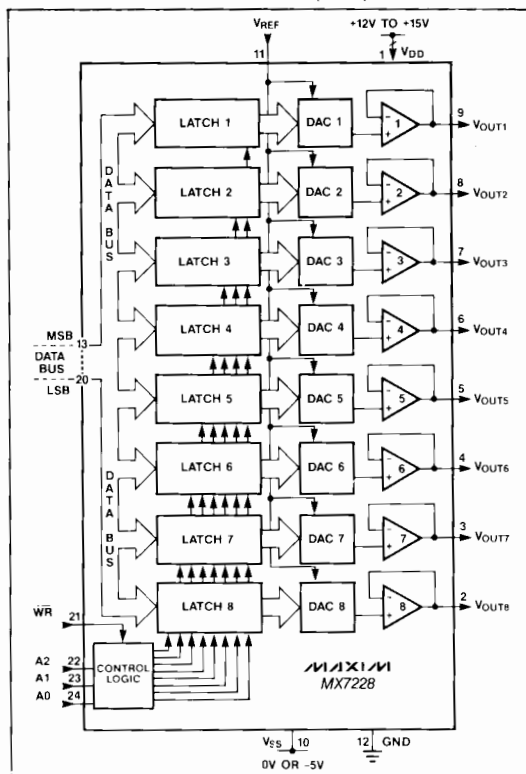 VREF
11
+12V TO +15V
1 VDD
LATCH 1
DAC 1
- + 1
9 VOUT1
LATCH 2
DAC 2
- + 2
8 VOUT2
DATA BUS
LATCH 3
DAC 3
- + 3
7 VOUT3
LATCH 4
DAC 4
- + 4
6 VOUT4
MSB 13
DATA
BUS
20
LSB
LATCH 5
DAC 5
- + 5
5 VOUT5
LATCH 6
DAC 6
- + 6
4 VOUT6
DATA BUS
LATCH 7
DAC 7
- + 7
3 VOUT7
LATCH 8
DAC 8
- + 8
2 VOUT8
WR 21
A2 22
A1 23
A0 24
CONTROL
LOGIC
MAXIM
MX7228
VSS 10
0V OR -5V
12 GND